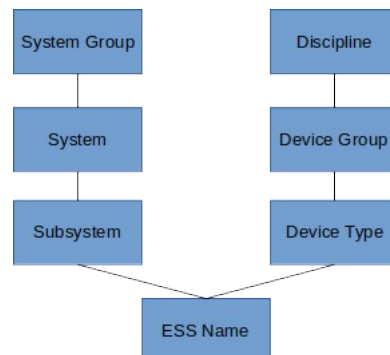 System Group
Discipline
System
Device Group
Subsystem
Device Type
ESS Name